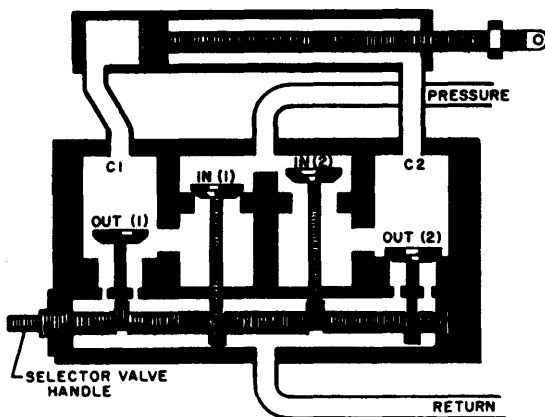 PRESSURE
C1
IN (1)
IN (2)
C2
OUT (1)
OUT (2)
SELECTOR VALVE
HANDLE
RETURN